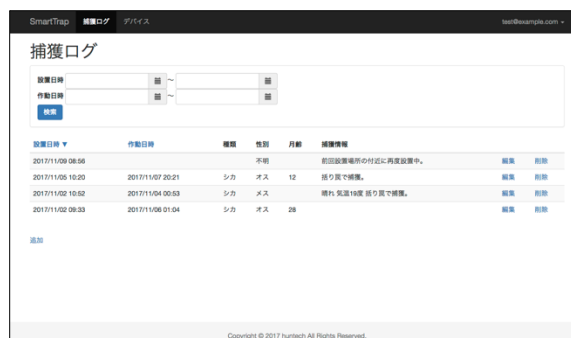 SmartTrap 捕獲ログ デバイス test@example.com
捕獲ログ
設置日時 ～
作動日時 ～
検索
設置日時▼ 作動日時 種類 性別 月齢 捕獲情報
2017/11/09 08:56 不明 前回設置場所の付近に再度設置中。 編集 削除
2017/11/05 10:20 2017/11/07 20:21 シカ オス 12 括り罠で捕獲。 編集 削除
2017/11/02 10:52 2017/11/04 00:53 シカ メス 晴れ 気温19度 括り罠で捕獲。 編集 削除
2017/11/02 09:33 2017/11/06 01:04 シカ オス 28 編集 削除
追加
Copyright © 2017 huntech All Rights Reserved.